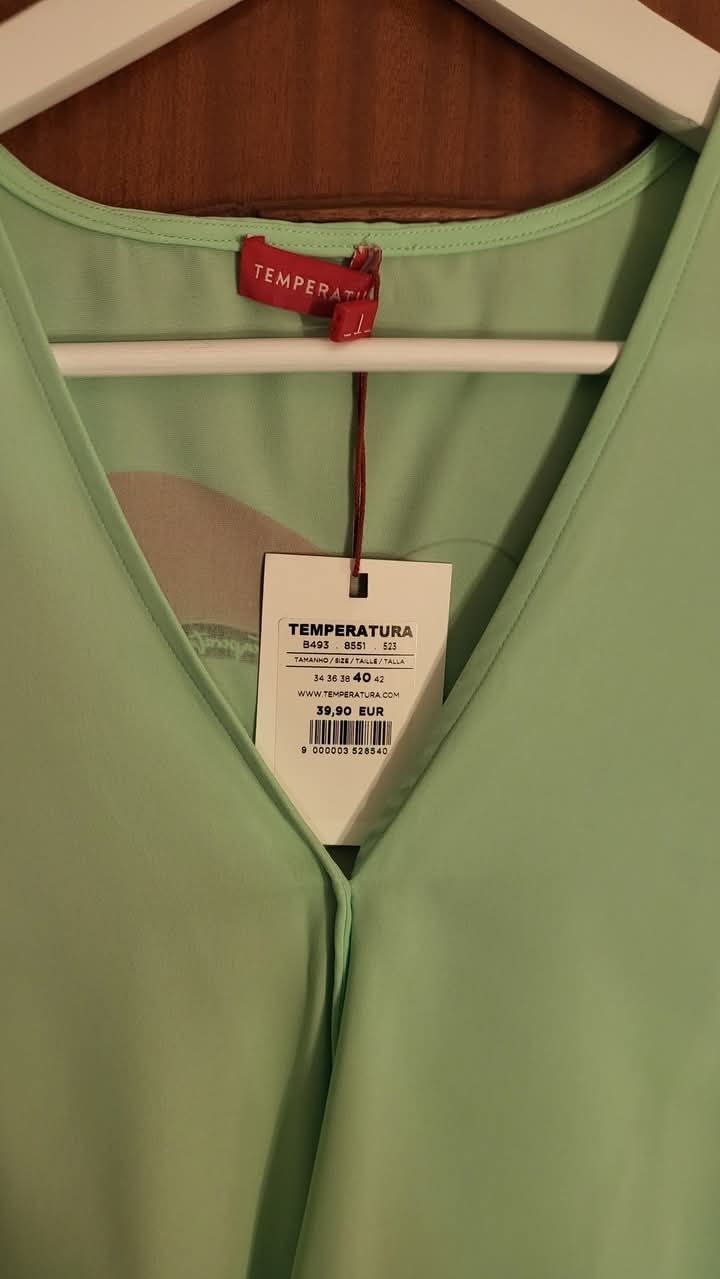 TEMPERATU
TEMPERATURA
B493 . 8551 . 523
TAMANHO / SIZE / TAILLE / TALLA
34 36 38 40 42
WWW.TEMPERATURA.COM
39,90 EUR
9 000003 528540